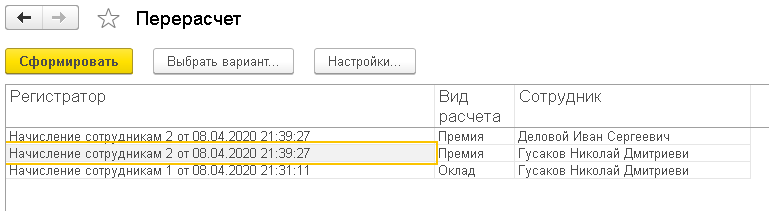 Перерасчет
Сформировать Выбрать вариант... Настройки...
Регистратор Вид расчета Сотрудник
Начисление сотрудникам 2 от 08.04.2020 21:39:27 Премия Деловой Иван Сергеевич
Начисление сотрудникам 2 от 08.04.2020 21:39:27 Премия Гусаков Николай Дмитриеви
Начисление сотрудникам 1 от 08.04.2020 21:31:11 Оклад Гусаков Николай Дмитриеви